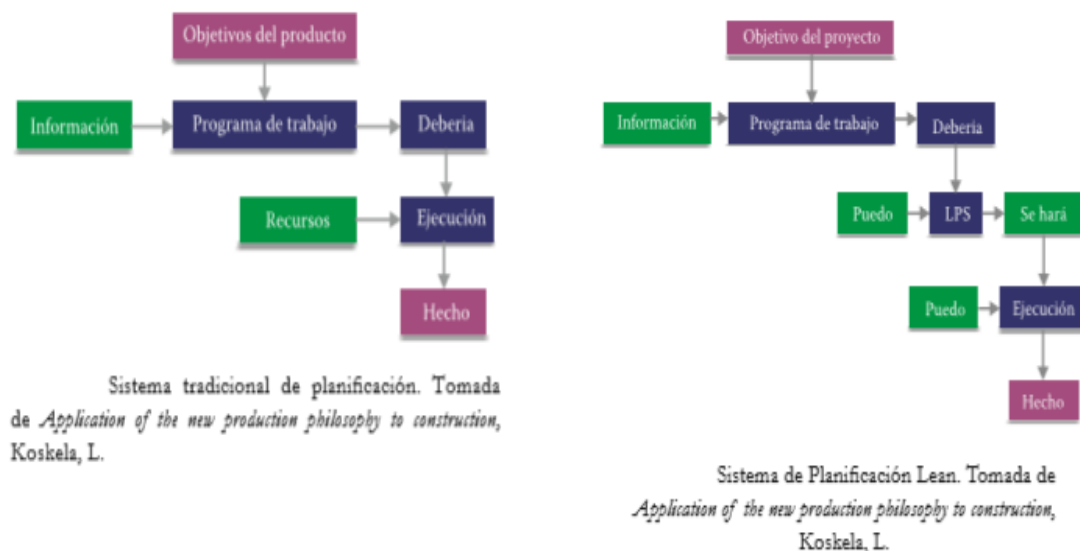 Objetivos del producto
Información
Programa de trabajo
Debería
Recursos
Ejecución
Hecho
Sistema tradicional de planificación. Tomada
de Application of the new production philosophy to construction,
Koskela, L.
Objetivo del proyecto
Información
Programa de trabajo
Debería
Puedo
LPS
Se hará
Puedo
Ejecución
Hecho
Sistema de Planificación Lean. Tomada de
Application of the new production philosophy to construction,
Koskela, L.